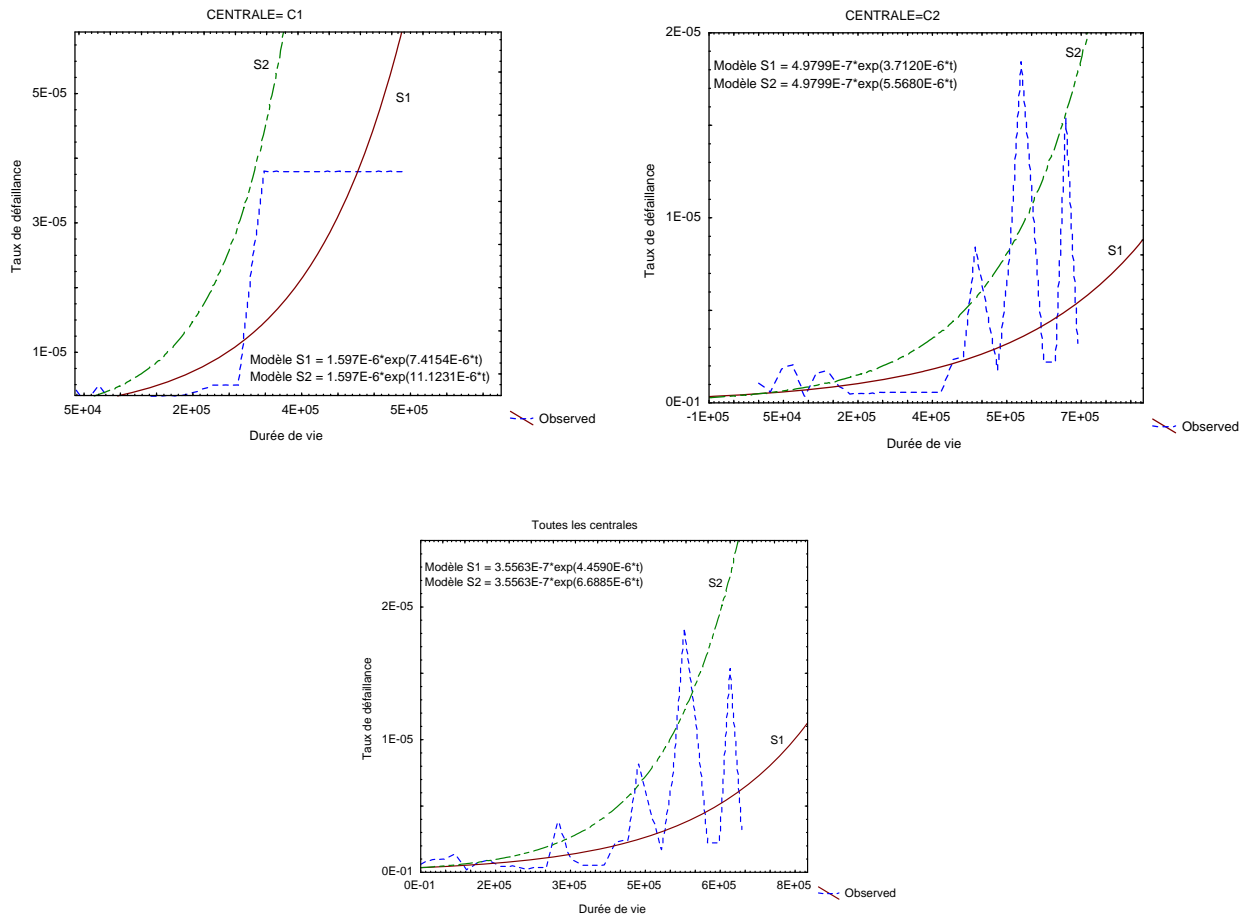 CENTRALE= C1
S2
S1
5E-05
3E-05
1E-05
Taux de défaillance
Modèle S1 = 1.597E-6*exp(7.4154E-6*t)
Modèle S2 = 1.597E-6*exp(11.1231E-6*t)
5E+04 2E+05 4E+05 5E+05
Durée de vie
Observed
CENTRALE=C2
2E-05
1E-05
0E-01
Taux de défaillance
Modèle S1 = 4.9799E-7*exp(3.7120E-6*t)
Modèle S2 = 4.9799E-7*exp(5.5680E-6*t)
S2
S1
-1E+05 5E+04 2E+05 4E+05 5E+05 7E+05
Durée de vie
Observed
Toutes les centrales
Modèle S1 = 3.5563E-7*exp(4.4590E-6*t)
Modèle S2 = 3.5563E-7*exp(6.6885E-6*t)
S2
S1
2E-05
1E-05
0E-01
Taux de défaillance
0E-01 2E+05 3E+05 5E+05 6E+05 8E+05
Durée de vie
Observed